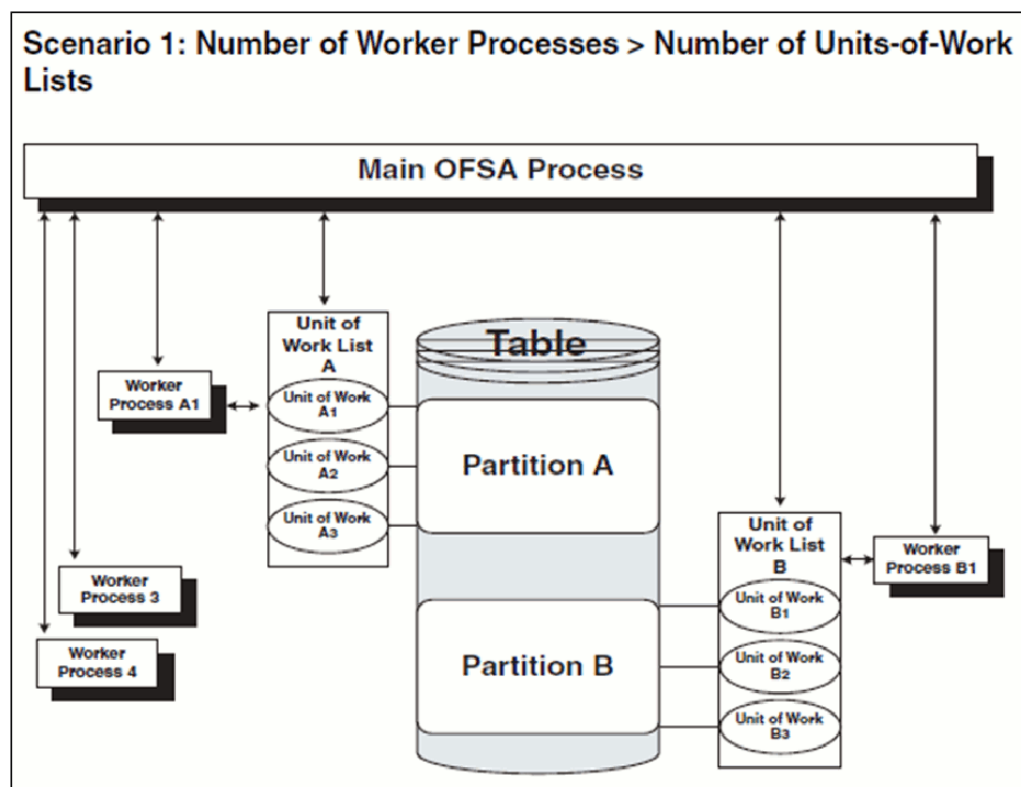 Scenario 1: Number of Worker Processes > Number of Units-of-Work
Lists
Main OFSA Process
Unit of
Work List
A
Table
Worker
Process A1
Unit of Work
A1
Unit of Work
A2
Partition A
Unit of Work
A3
Unit of
Work List
B
Worker
Process B1
Worker
Process 3
Unit of Work
B1
Worker
Process 4
Partition B
Unit of Work
B2
Unit of Work
B3